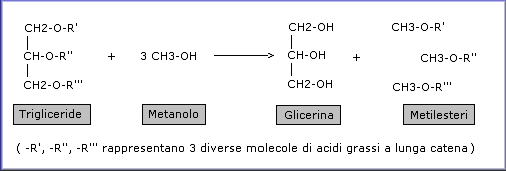 CH2-O-R' CH2-OH CH3-O-R'
CH-O-R'' + 3 CH3-OH CH-OH + CH3-O-R''
CH2-O-R''' CH2-OH CH3-O-R'''
Trigliceride Metanolo Glicerina Metilesteri
( -R', -R'', -R''' rappresentano 3 diverse molecole di acidi grassi a lunga catena )